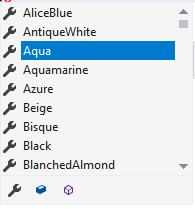 AliceBlue
AntiqueWhite
Aqua
Aquamarine
Azure
Beige
Bisque
Black
BlanchedAlmond